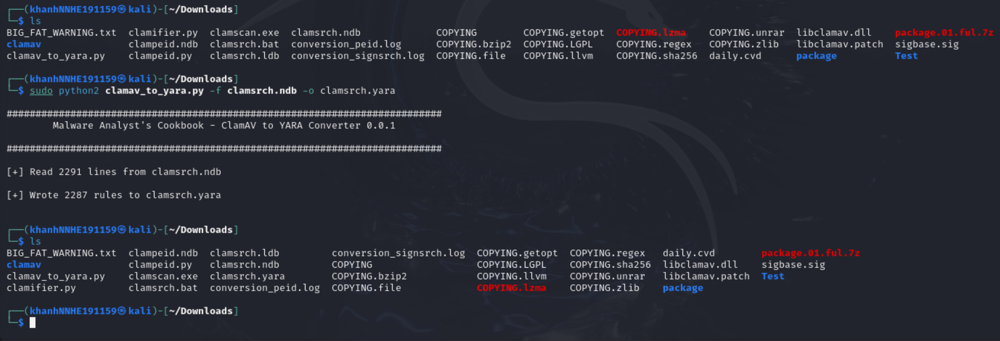 ┌──(khanhNNHE191159㉿kali)-[~/Downloads]
└─$ ls
BIG_FAT_WARNING.txt  clamifier.py  clamscan.exe  clamsrch.ndb             COPYING        COPYING.getopt  COPYING.lzma    COPYING.unrar  libclamav.dll    package.01.ful.7z
clamav               clampeid.ndb  clamsrch.bat  conversion_peid.log      COPYING.bzip2  COPYING.LGPL    COPYING.regex   COPYING.zlib   libclamav.patch  sigbase.sig
clamav_to_yara.py    clampeid.py   clamsrch.ldb  conversion_signsrch.log  COPYING.file   COPYING.llvm    COPYING.sha256  daily.cvd      package          Test
┌──(khanhNNHE191159㉿kali)-[~/Downloads]
└─$ sudo python2 clamav_to_yara.py -f clamsrch.ndb -o clamsrch.yara
###########################################################################
Malware Analyst's Cookbook - ClamAV to YARA Converter 0.0.1
###########################################################################
[+] Read 2291 lines from clamsrch.ndb
[+] Wrote 2287 rules to clamsrch.yara
┌──(khanhNNHE191159㉿kali)-[~/Downloads]
└─$ ls
BIG_FAT_WARNING.txt  clampeid.ndb  clamsrch.ldb         conversion_signsrch.log  COPYING.getopt  COPYING.regex   daily.cvd        package.01.ful.7z
clamav               clampeid.py   clamsrch.ndb         COPYING                  COPYING.LGPL    COPYING.sha256  libclamav.dll    sigbase.sig
clamav_to_yara.py    clamscan.exe  clamsrch.yara        COPYING.bzip2            COPYING.llvm    COPYING.unrar   libclamav.patch  Test
clamifier.py         clamsrch.bat  conversion_peid.log  COPYING.file             COPYING.lzma    COPYING.zlib    package
┌──(khanhNNHE191159㉿kali)-[~/Downloads]
└─$